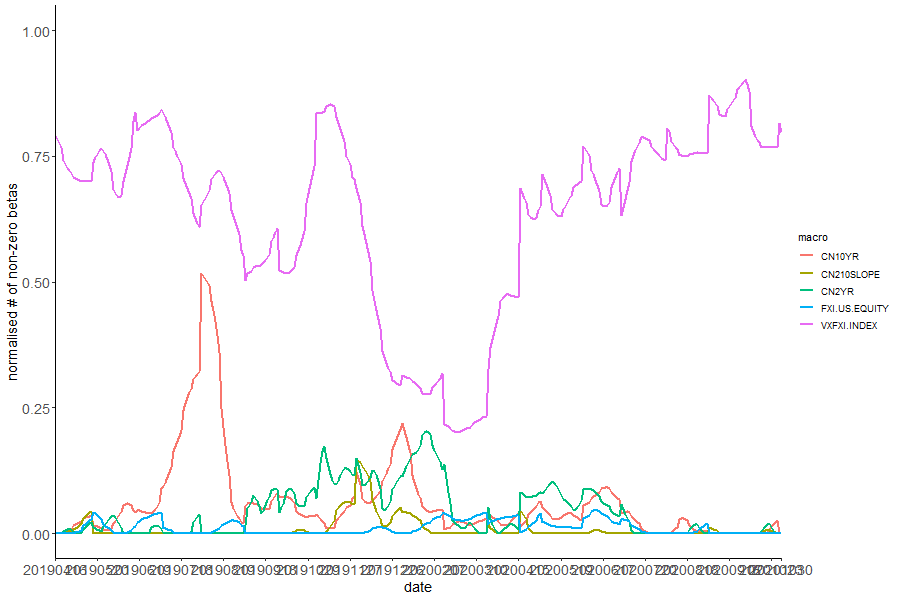 1.00
0.75
0.50
0.25
0.00
normalised # of non-zero betas
date
macro
CN10YR
CN210SLOPE
CN2YR
FXI.US.EQUITY
VXFXI.INDEX